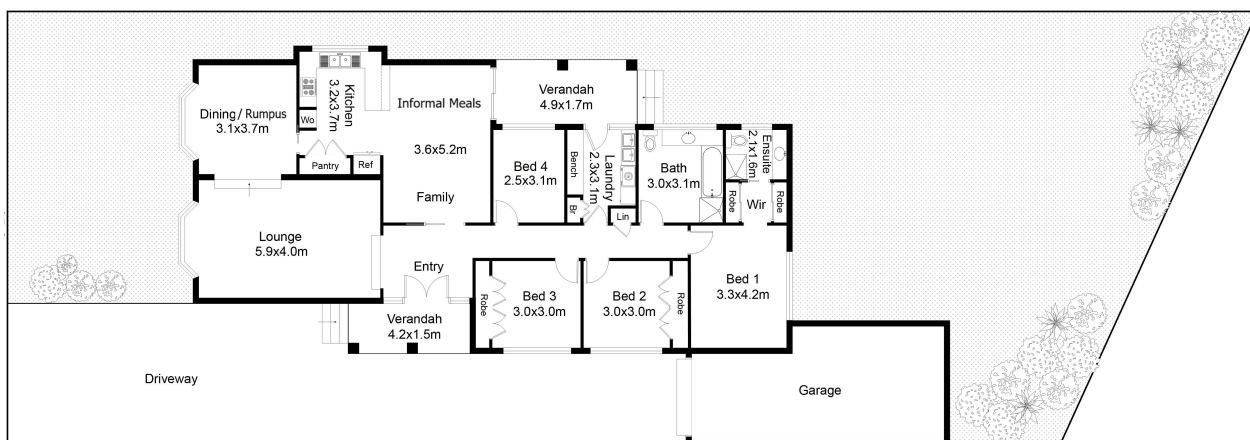 Dining / Rumpus
3.1x3.7m
Kitchen
3.2x3.7m
Wo
Pantry
Ref
Informal Meals
3.6x5.2m
Family
Verandah
4.9x1.7m
Bed 4
2.5x3.1m
Bench
Br
Laundry
2.3x3.1m
Lin
Bath
3.0x3.1m
Ensuite
2.1x1.6m
Robe
Wir
Robe
Lounge
5.9x4.0m
Entry
Verandah
4.2x1.5m
Robe
Bed 3
3.0x3.0m
Bed 2
3.0x3.0m
Robe
Bed 1
3.3x4.2m
Driveway
Garage